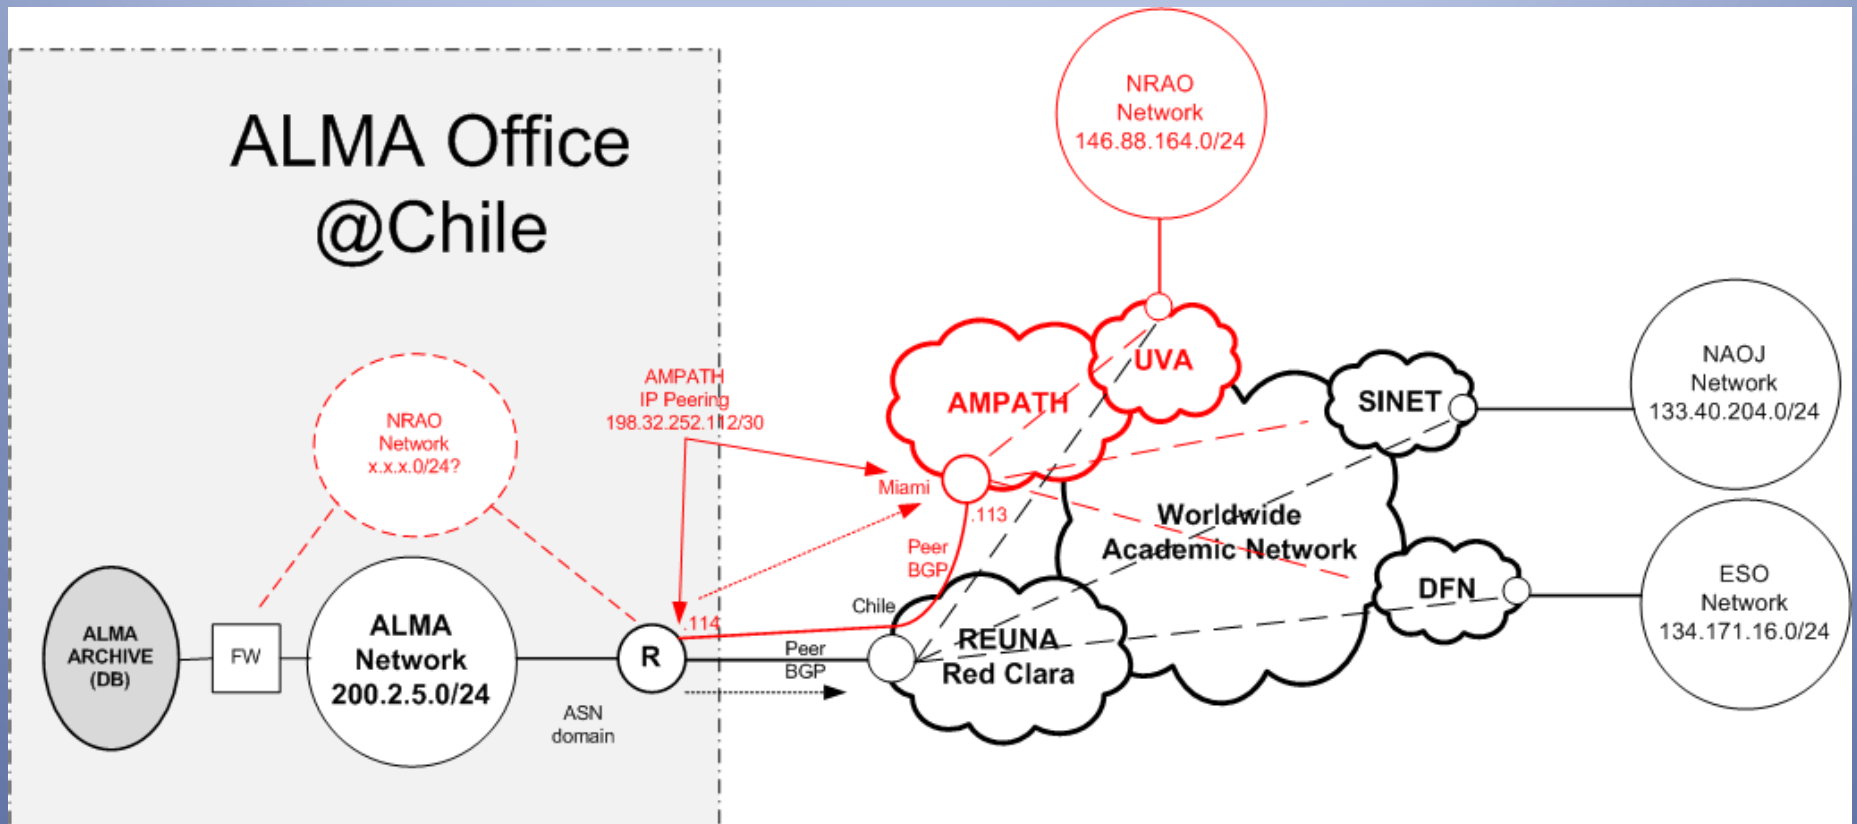 ALMA Office
@Chile
NRAO
Network
146.88.164.0/24
AMPATH
IP Peering
198.32.252.112/30
NRAO
Network
x.x.x.0/24?
AMPATH
UVA
SINET
NAOJ
Network
133.40.204.0/24
Miami
.113
Peer
BGP
Worldwide
Academic Network
Chile
.114
DFN
ESO
Network
134.171.16.0/24
ALMA
ARCHIVE
(DB)
FW
ALMA
Network
200.2.5.0/24
R
Peer
BGP
REUNA
Red Clara
ASN
domain